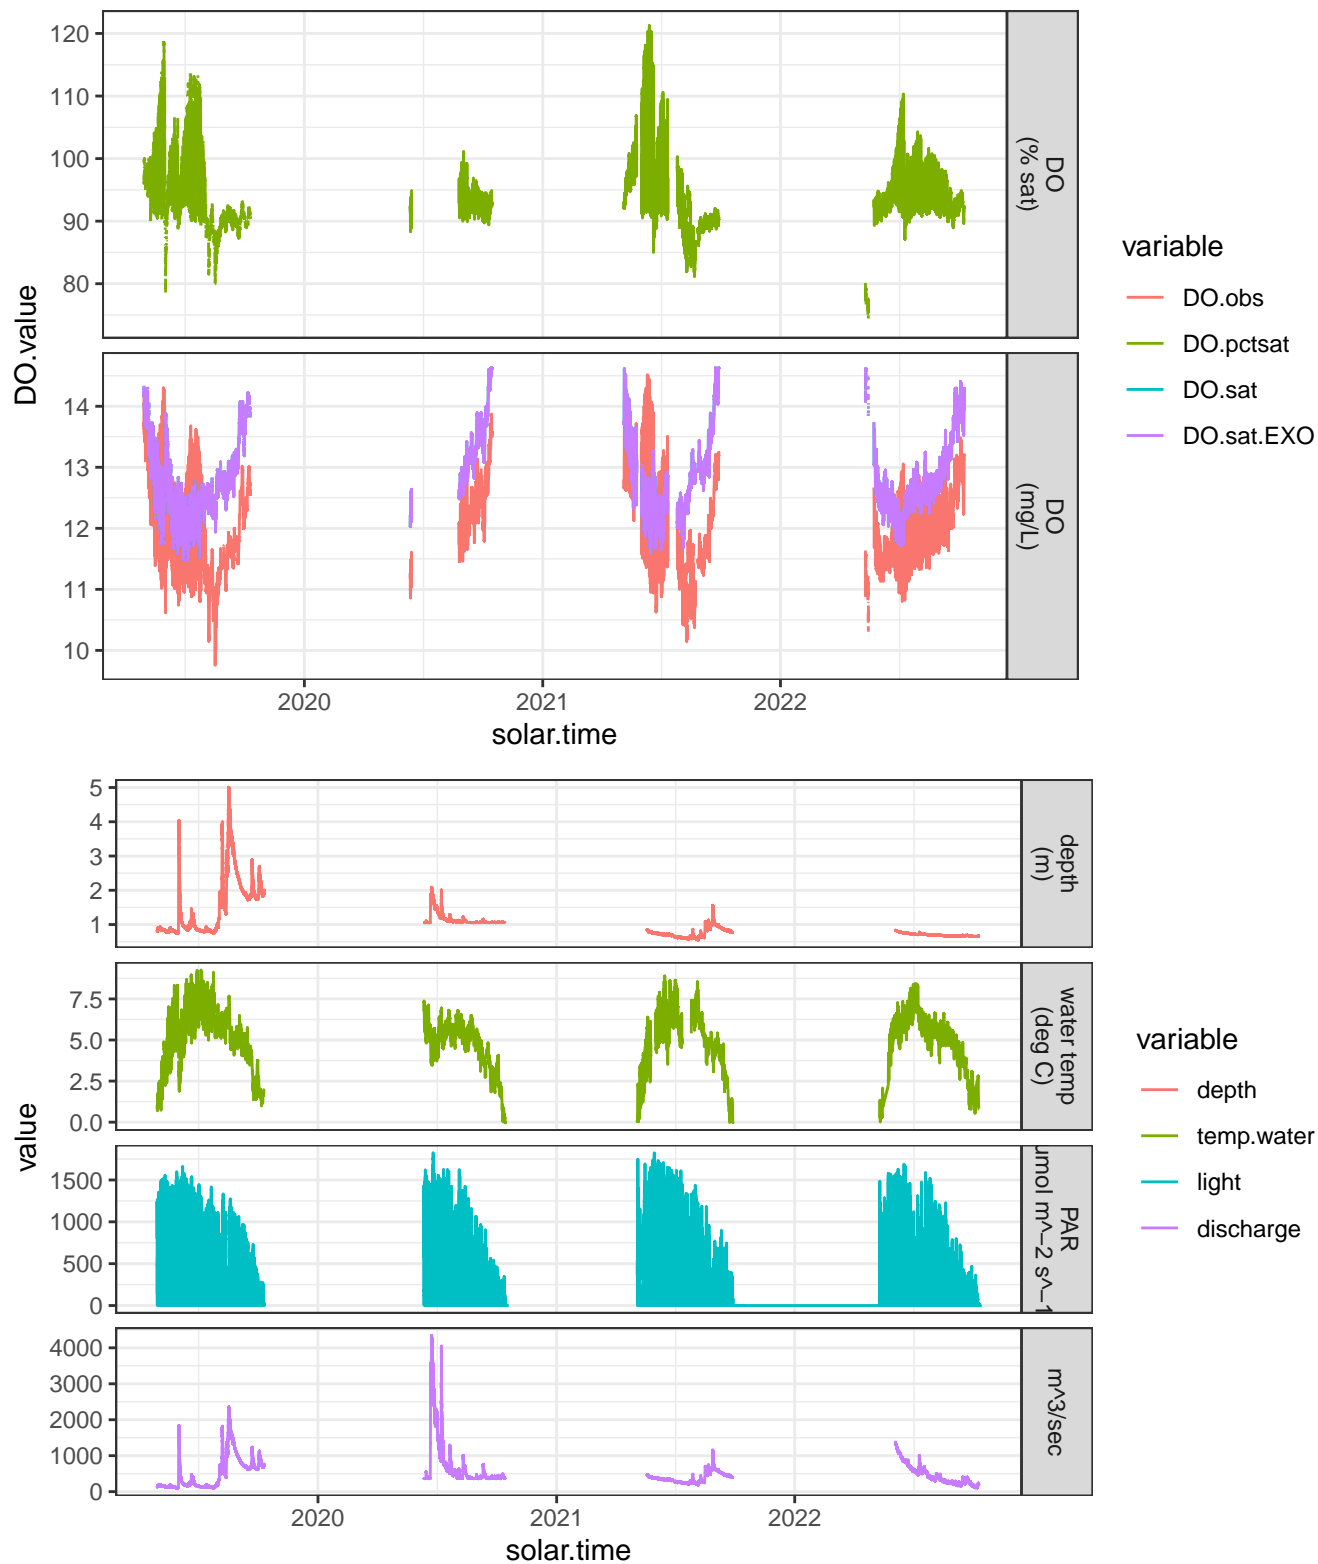 120
110
100
90
80
DO
(% sat)
14
13
12
11
10
DO
(mg/L)
DO.value
2020
2021
2022
solar.time
variable
DO.obs
DO.pctsat
DO.sat
DO.sat.EXO
5
4
3
2
1
depth
(m)
7.5
5.0
2.5
0.0
water temp
(deg C)
1500
1000
500
0
PAR
umol m^-2 s^-1
4000
3000
2000
1000
0
m^3/sec
value
2020
2021
2022
solar.time
variable
depth
temp.water
light
discharge